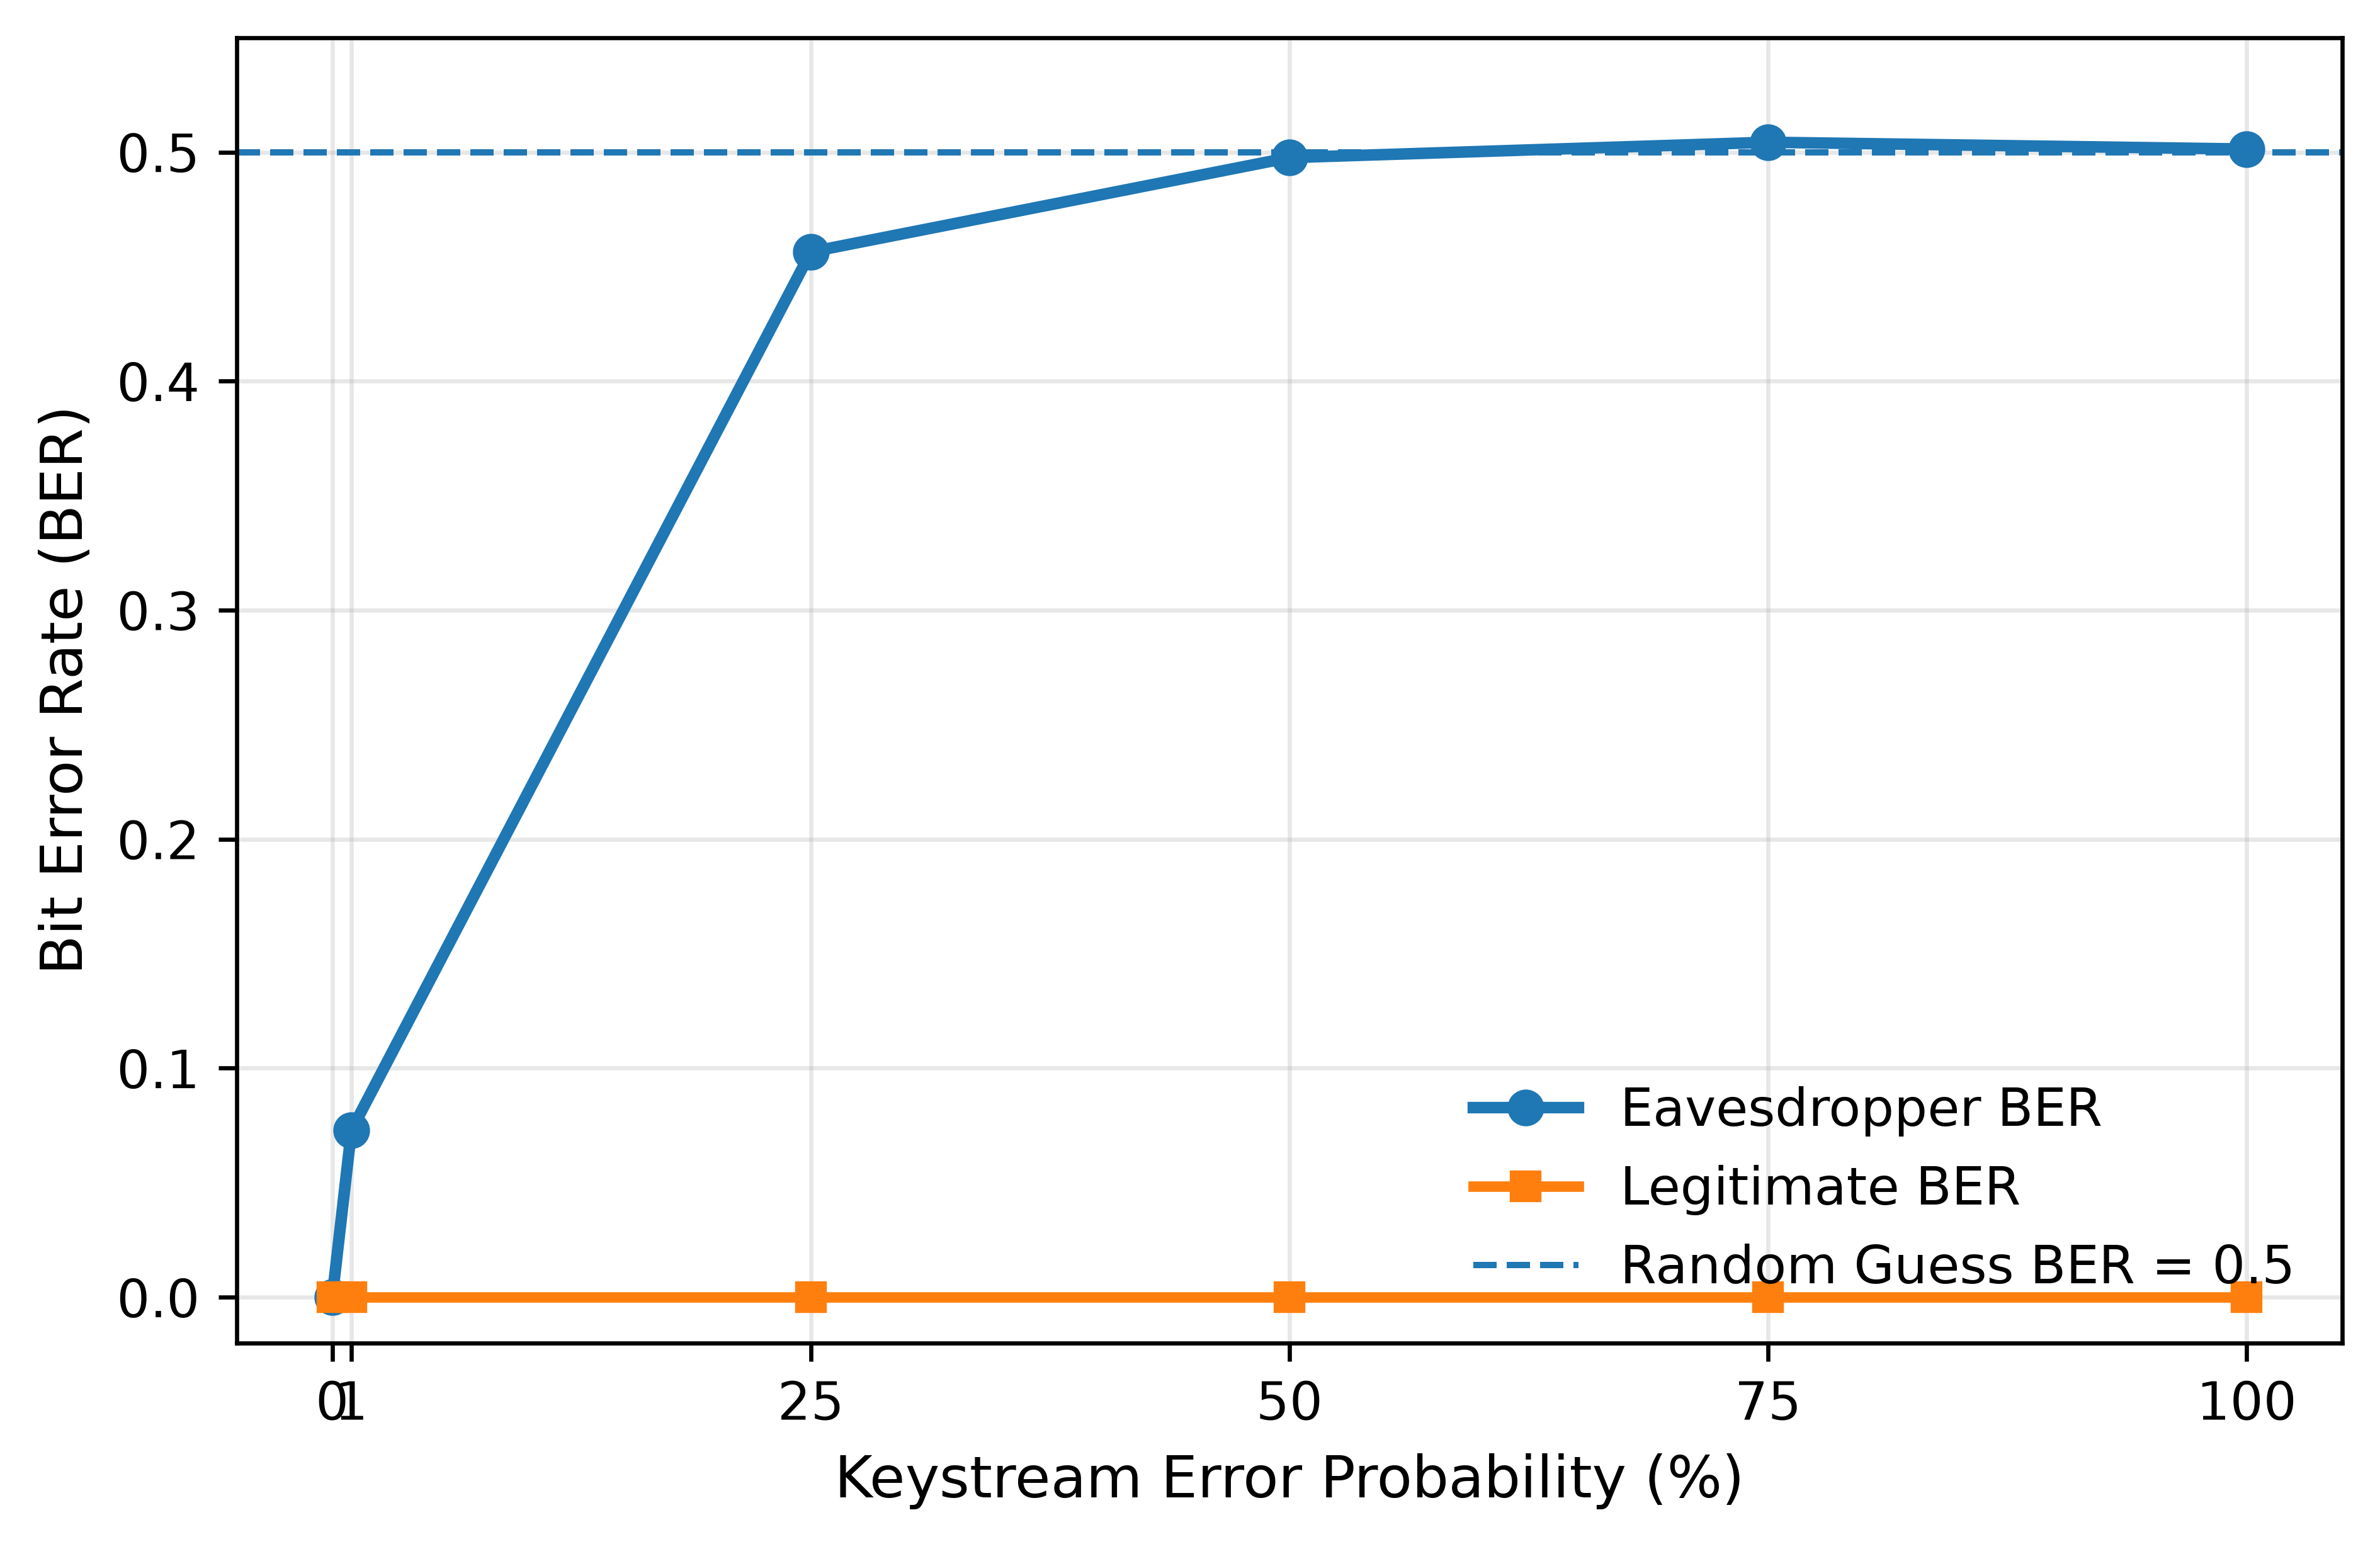 0.5
0.4
0.3
0.2
0.1
0.0
Bit Error Rate (BER)
Eavesdropper BER
Legitimate BER
Random Guess BER = 0.5
0 1 25 50 75 100
Keystream Error Probability (%)